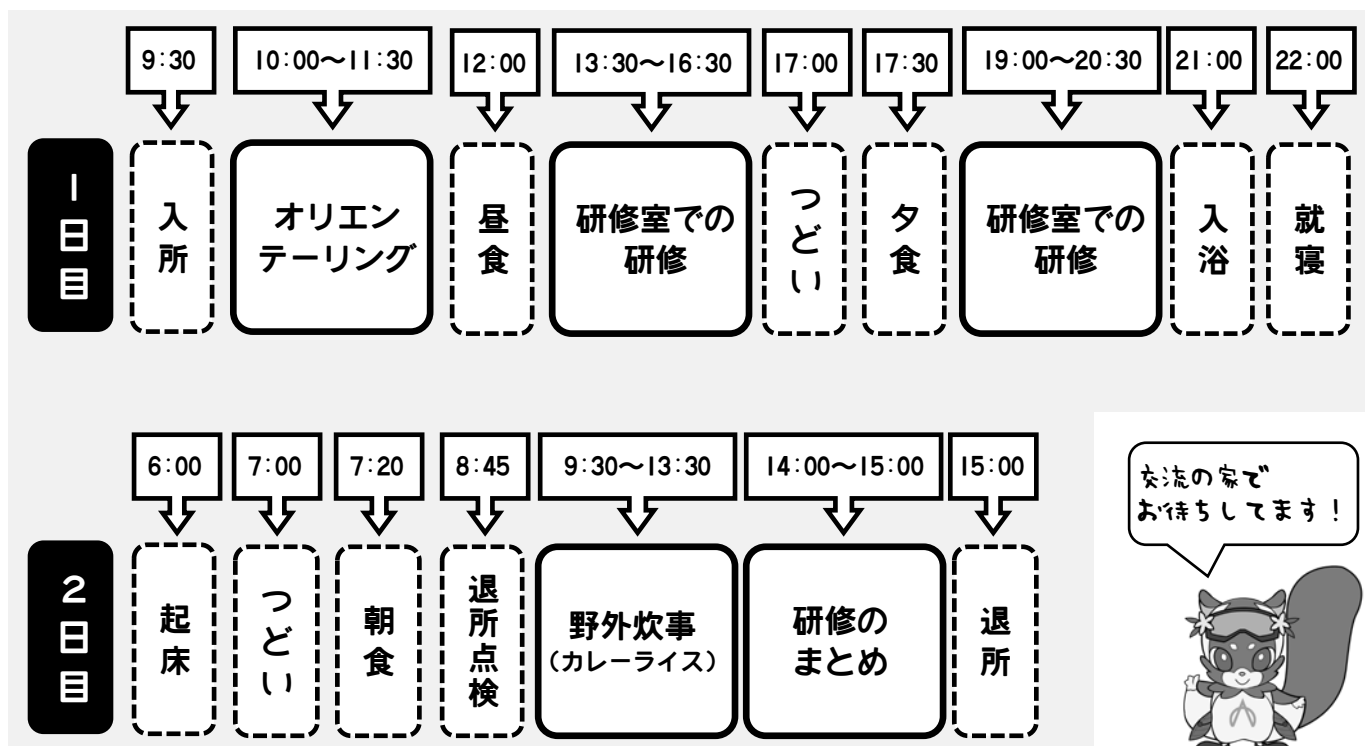 9:30
10:00〜11:30
12:00
13:30〜16:30
17:00
17:30
19:00〜20:30
21:00
22:00
1日目
入所
オリエン
テーリング
昼食
研修室での
研修
つどい
夕食
研修室での
研修
入浴
就寝
6:00
7:00
7:20
8:45
9:30〜13:30
14:00〜15:00
15:00
2日目
起床
つどい
朝食
退所点検
野外炊事
(カレーライス)
研修の
まとめ
退所
交流の家で
お待ちしてます!